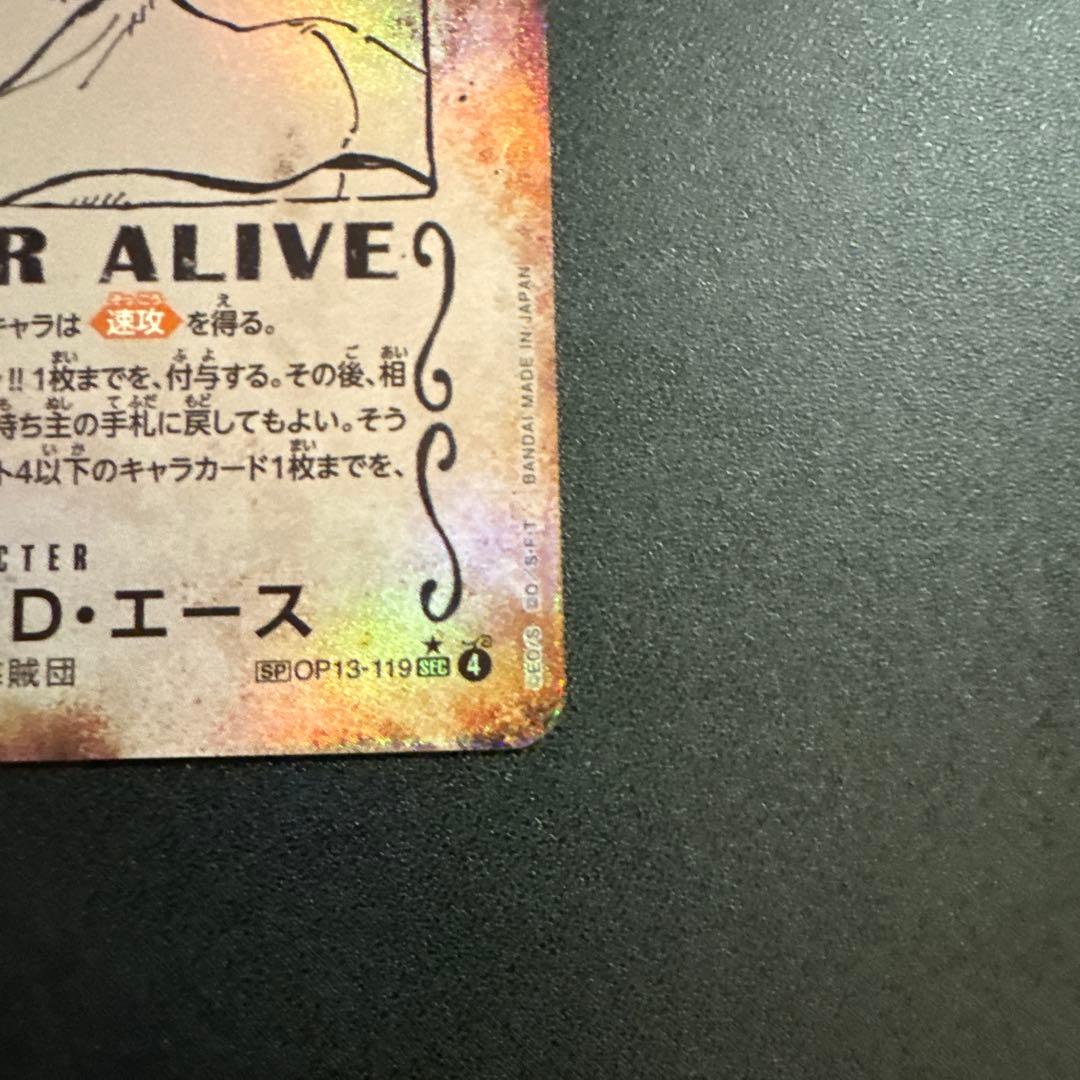 R ALIVE
キャラは 速攻 を得る。
!! 1枚までを、付与する。その後、相
持ち主の手札に戻してもよい。そう
ト4以下のキャラカード1枚までを、
CTER
D・エース
賊団
SP OP13-119 SEC 4
©EO/S ©O/S・F・T BANDAI MADE IN JAPAN